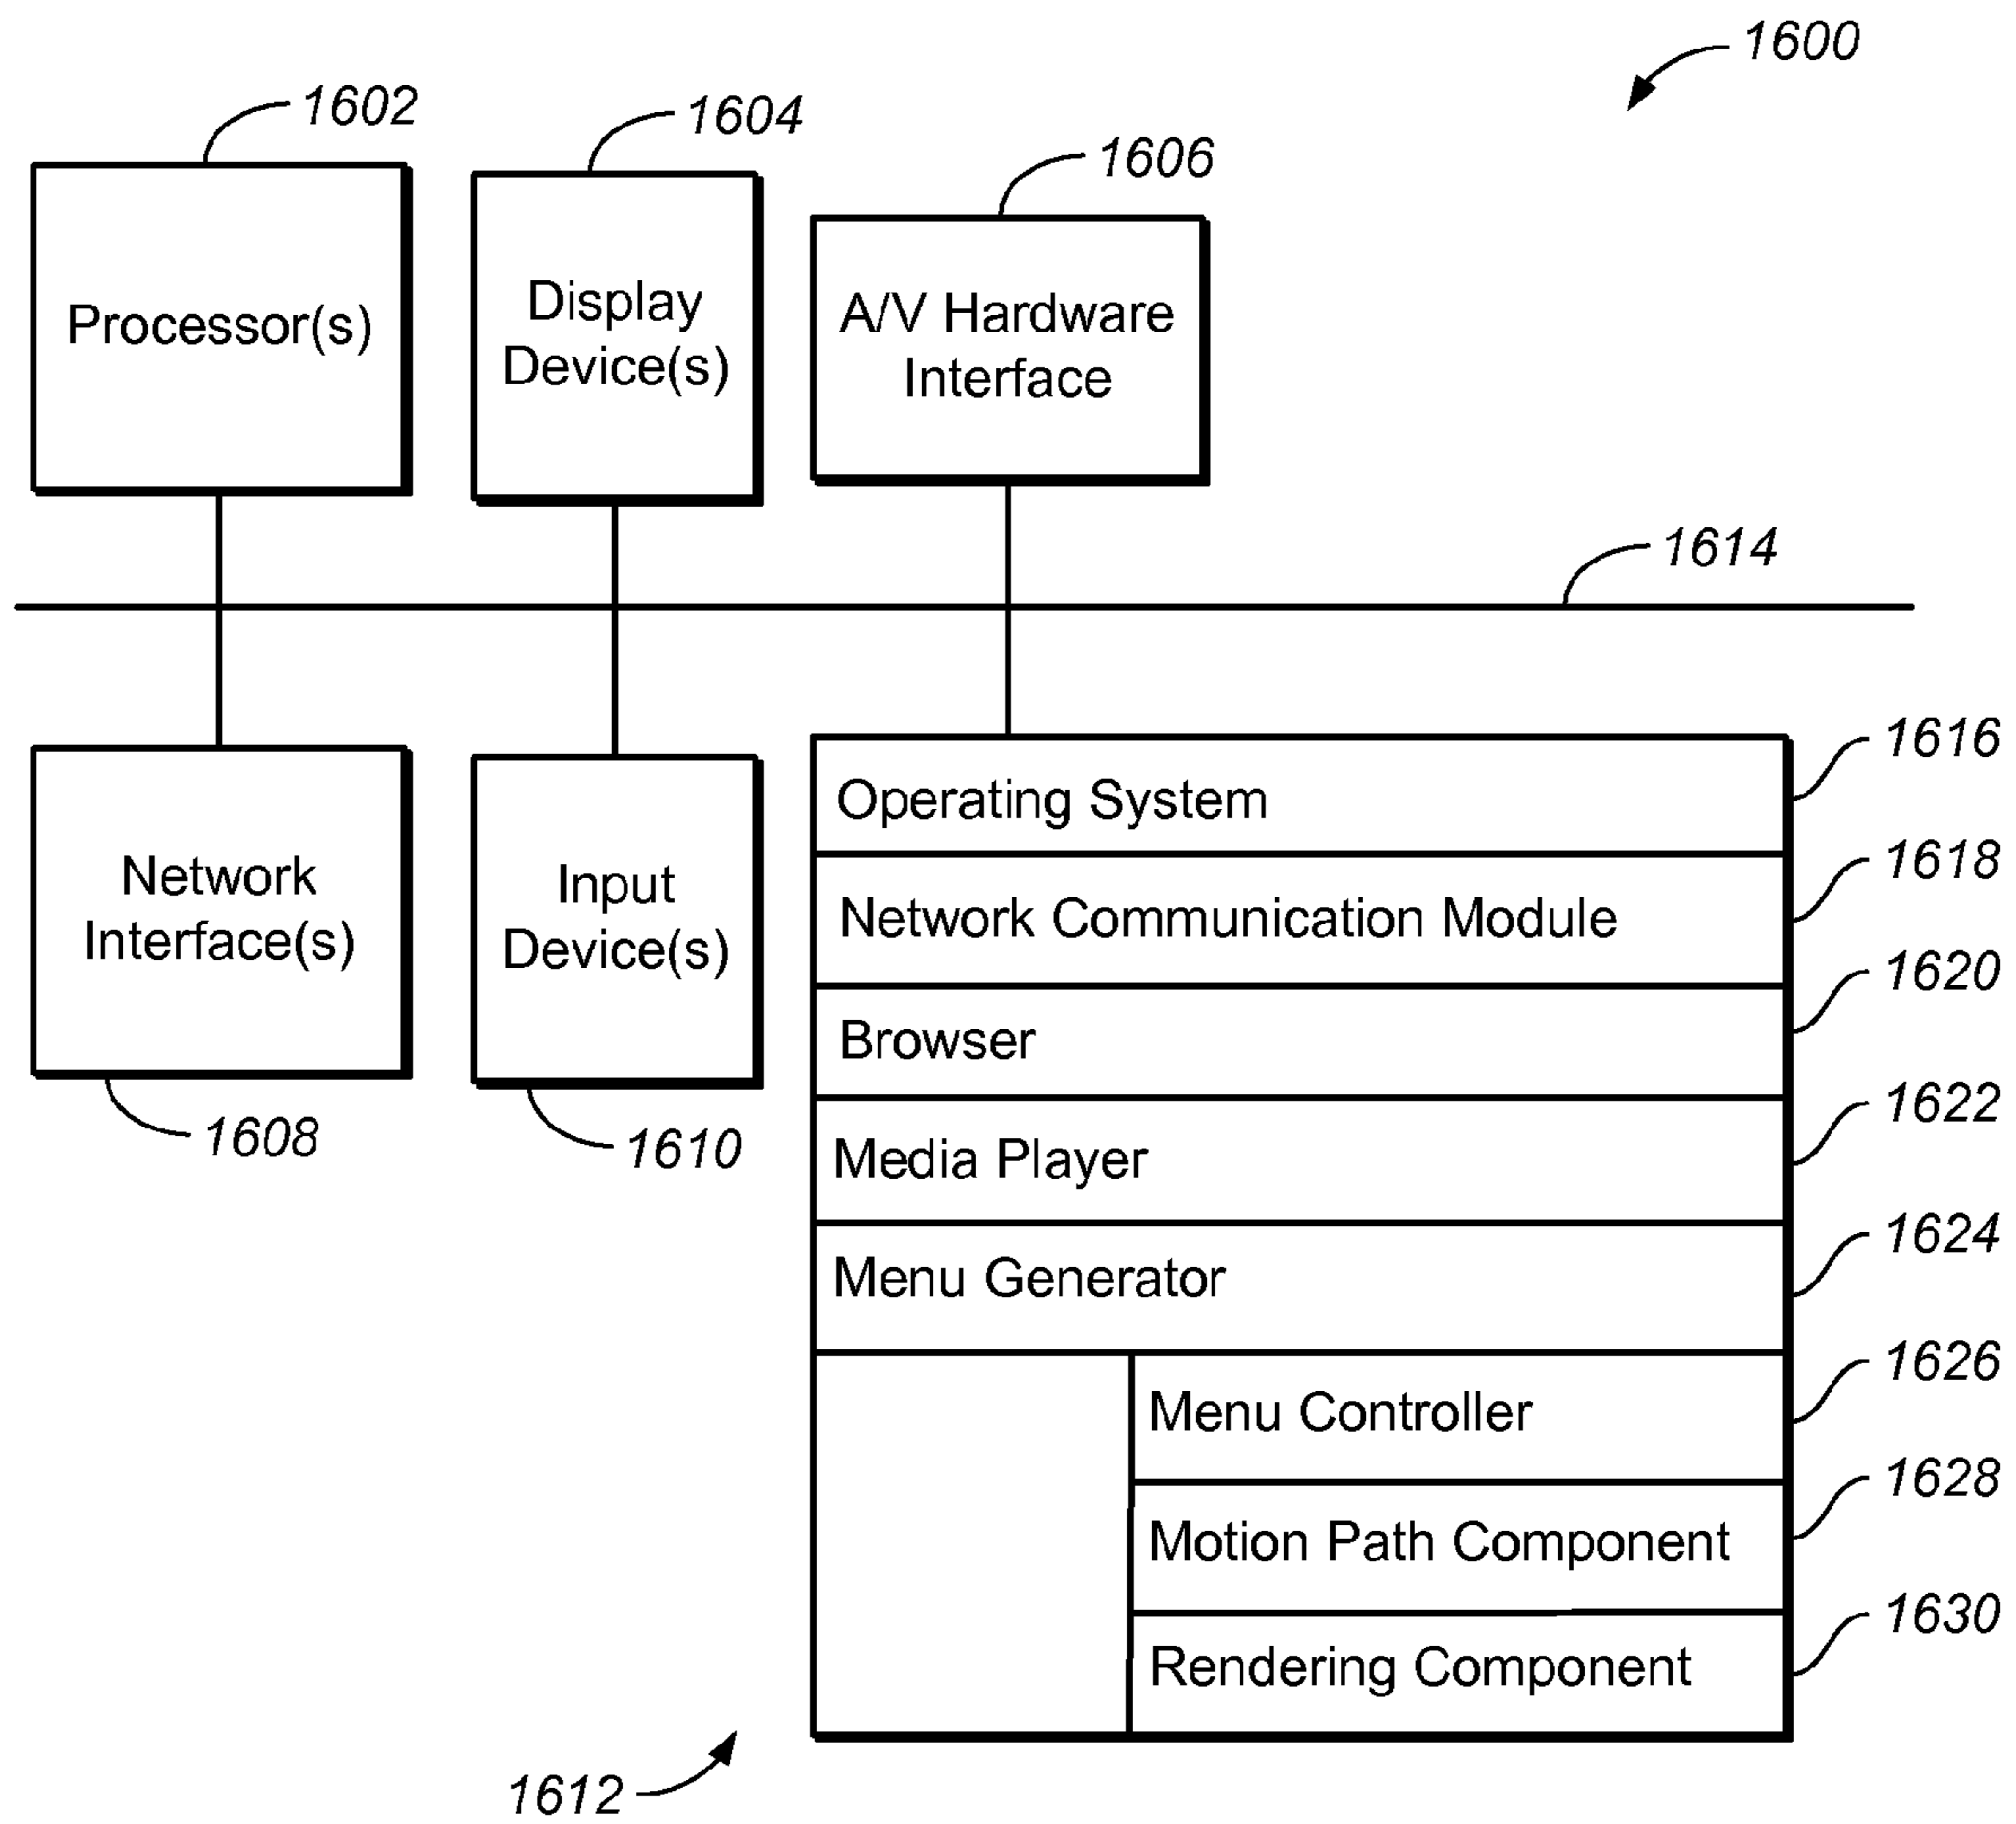 1600
1602
1604
1606
Processor(s)
Display
Device(s)
A/V Hardware
Interface
1614
Network
Interface(s)
1608
Input
Device(s)
1610
Operating System
1616
Network Communication Module
1618
Browser
1620
Media Player
1622
Menu Generator
1624
Menu Controller
1626
Motion Path Component
1628
Rendering Component
1630
1612